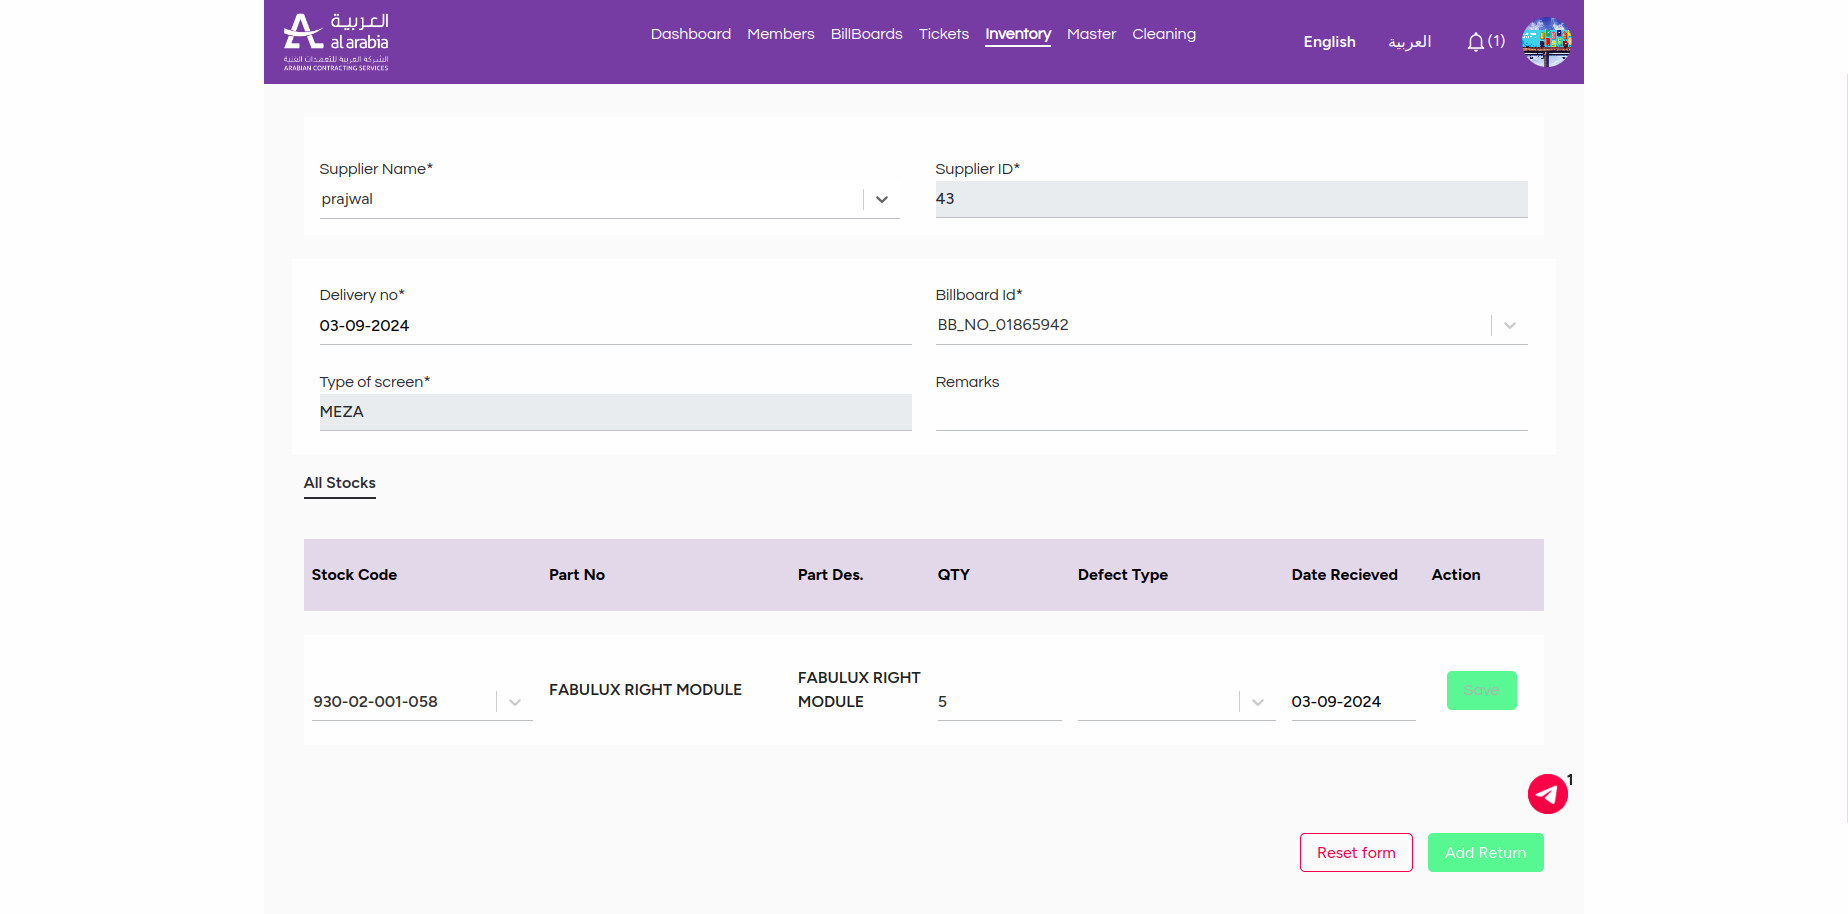 العربية
al arabia
الشركة العربية للتعهدات الفنية
ARABIAN CONTRACTING SERVICES
Dashboard Members BillBoards Tickets Inventory Master Cleaning
English العربية (1)
Supplier Name* Supplier ID*
prajwal 43
Delivery no* Billboard Id*
03-09-2024 BB_NO_01865942
Type of screen* Remarks
MEZA
All Stocks
Stock Code Part No Part Des. QTY Defect Type Date Recieved Action
930-02-001-058 FABULUX RIGHT MODULE FABULUX RIGHT MODULE 5 03-09-2024 Save
1
Reset form Add Return